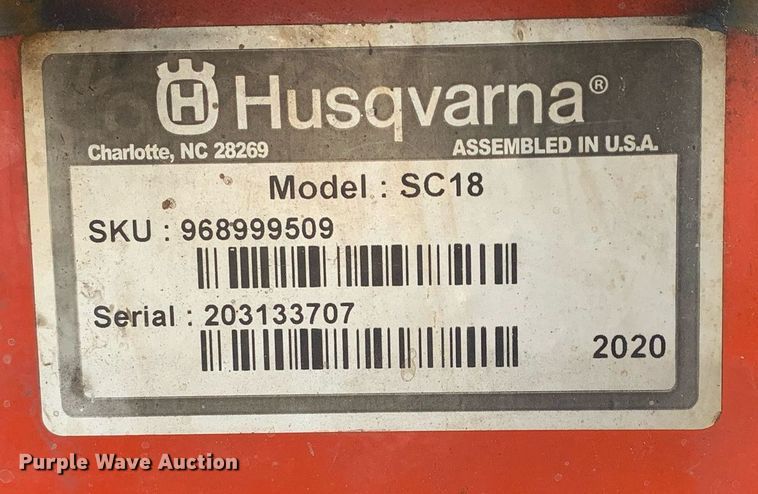 H Husqvarna®
Charlotte, NC 28269 ASSEMBLED IN U.S.A.
Model : SC18
SKU : 968999509
Serial : 203133707
2020
Purple Wave Auction